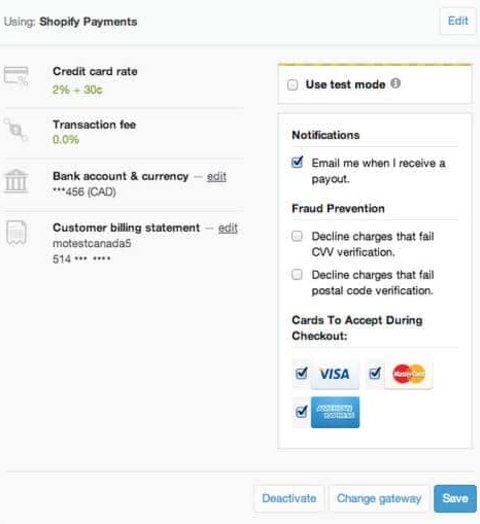 Using: Shopify Payments
Edit
Credit card rate
2% + 30¢
Transaction fee
0.0%
Bank account & currency — edit
***456 (CAD)
Customer billing statement — edit
motestcanada5
514 *** ****
Use test mode
Notifications
Email me when I receive a
payout.
Fraud Prevention
Decline charges that fail
CVV verification.
Decline charges that fail
postal code verification.
Cards To Accept During
Checkout:
VISA
MasterCard
AMERICAN
EXPRESS
Deactivate
Change gateway
Save